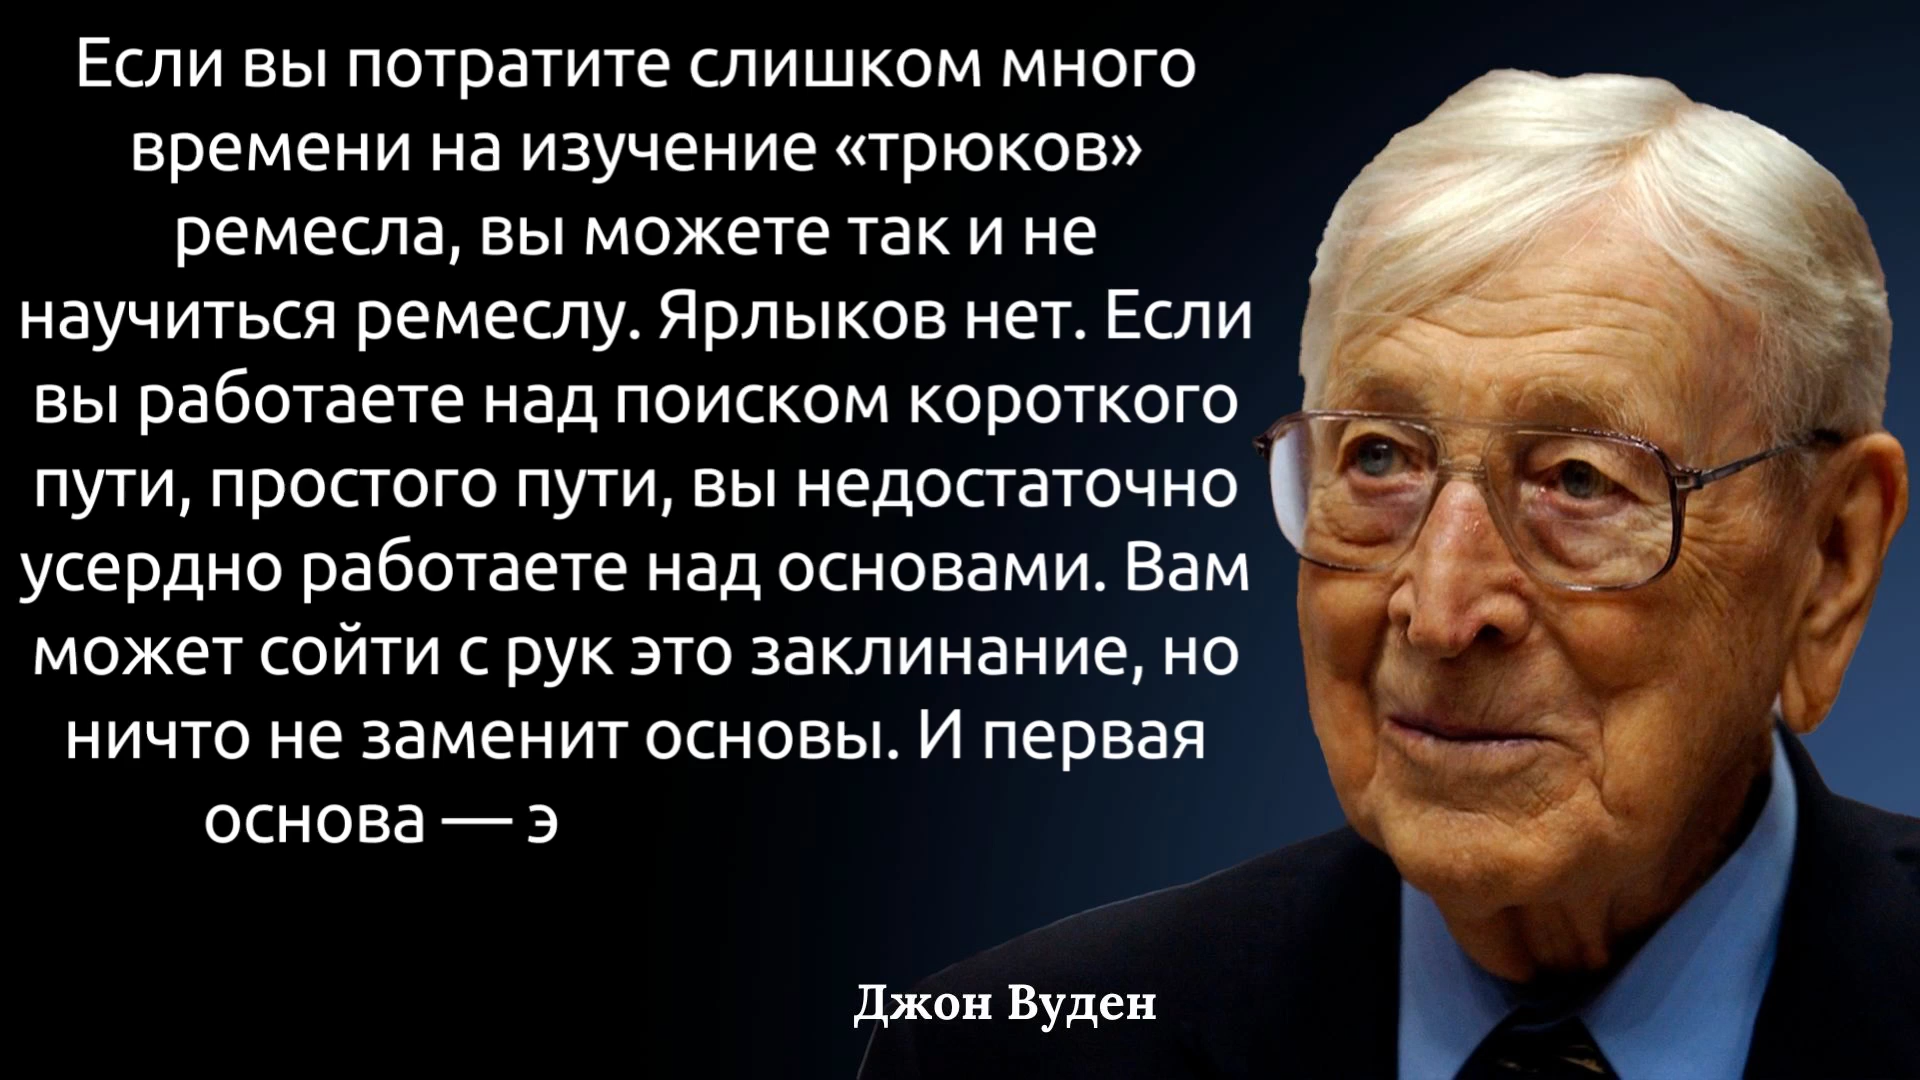 Если вы потратите слишком много
времени на изучение «трюков»
ремесла, вы можете так и не
научиться ремеслу. Ярлыков нет. Если
вы работаете над поиском короткого
пути, простого пути, вы недостаточно
усердно работаете над основами. Вам
может сойти с рук это заклинание, но
ничто не заменит основы. И первая
основа — э
Джон Вуден